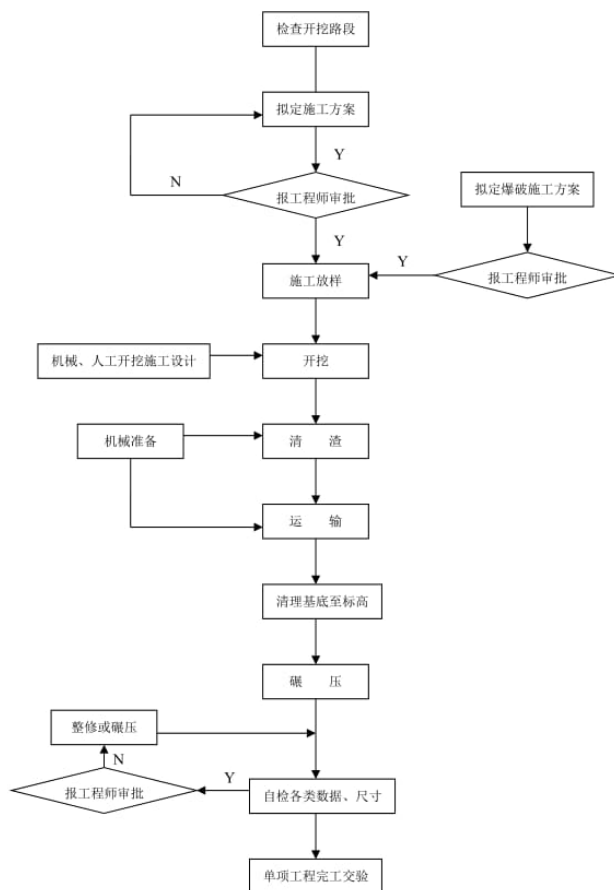 检查开挖路段
拟定施工方案
Y
N
报工程师审批
拟定爆破施工方案
Y
Y
报工程师审批
施工放样
机械、人工开挖施工设计
开挖
机械准备
清 渣
运 输
清理基底至标高
碾 压
整修或碾压
N
Y
报工程师审批
自检各类数据、尺寸
单项工程完工交验